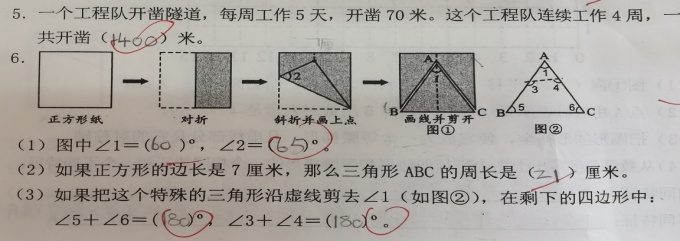 5. 一个工程队开凿隧道，每周工作 5 天，开凿 70 米。这个工程队连续工作 4 周，一
共开凿（1400）米。
6.
A A
2 1 1
3 4
B C B 5 6 C
正方形纸 对折 斜折并画上点 画线并剪开 图② 
图①
（1）图中∠1=(60)°，∠2=(65)°。
（2）如果正方形的边长是 7 厘米，那么三角形 ABC 的周长是（21）厘米。
（3）如果把这个特殊的三角形沿虚线剪去∠1（如图②），在剩下的四边形中：
∠5+∠6=(180)°，∠3+∠4=(180)°。